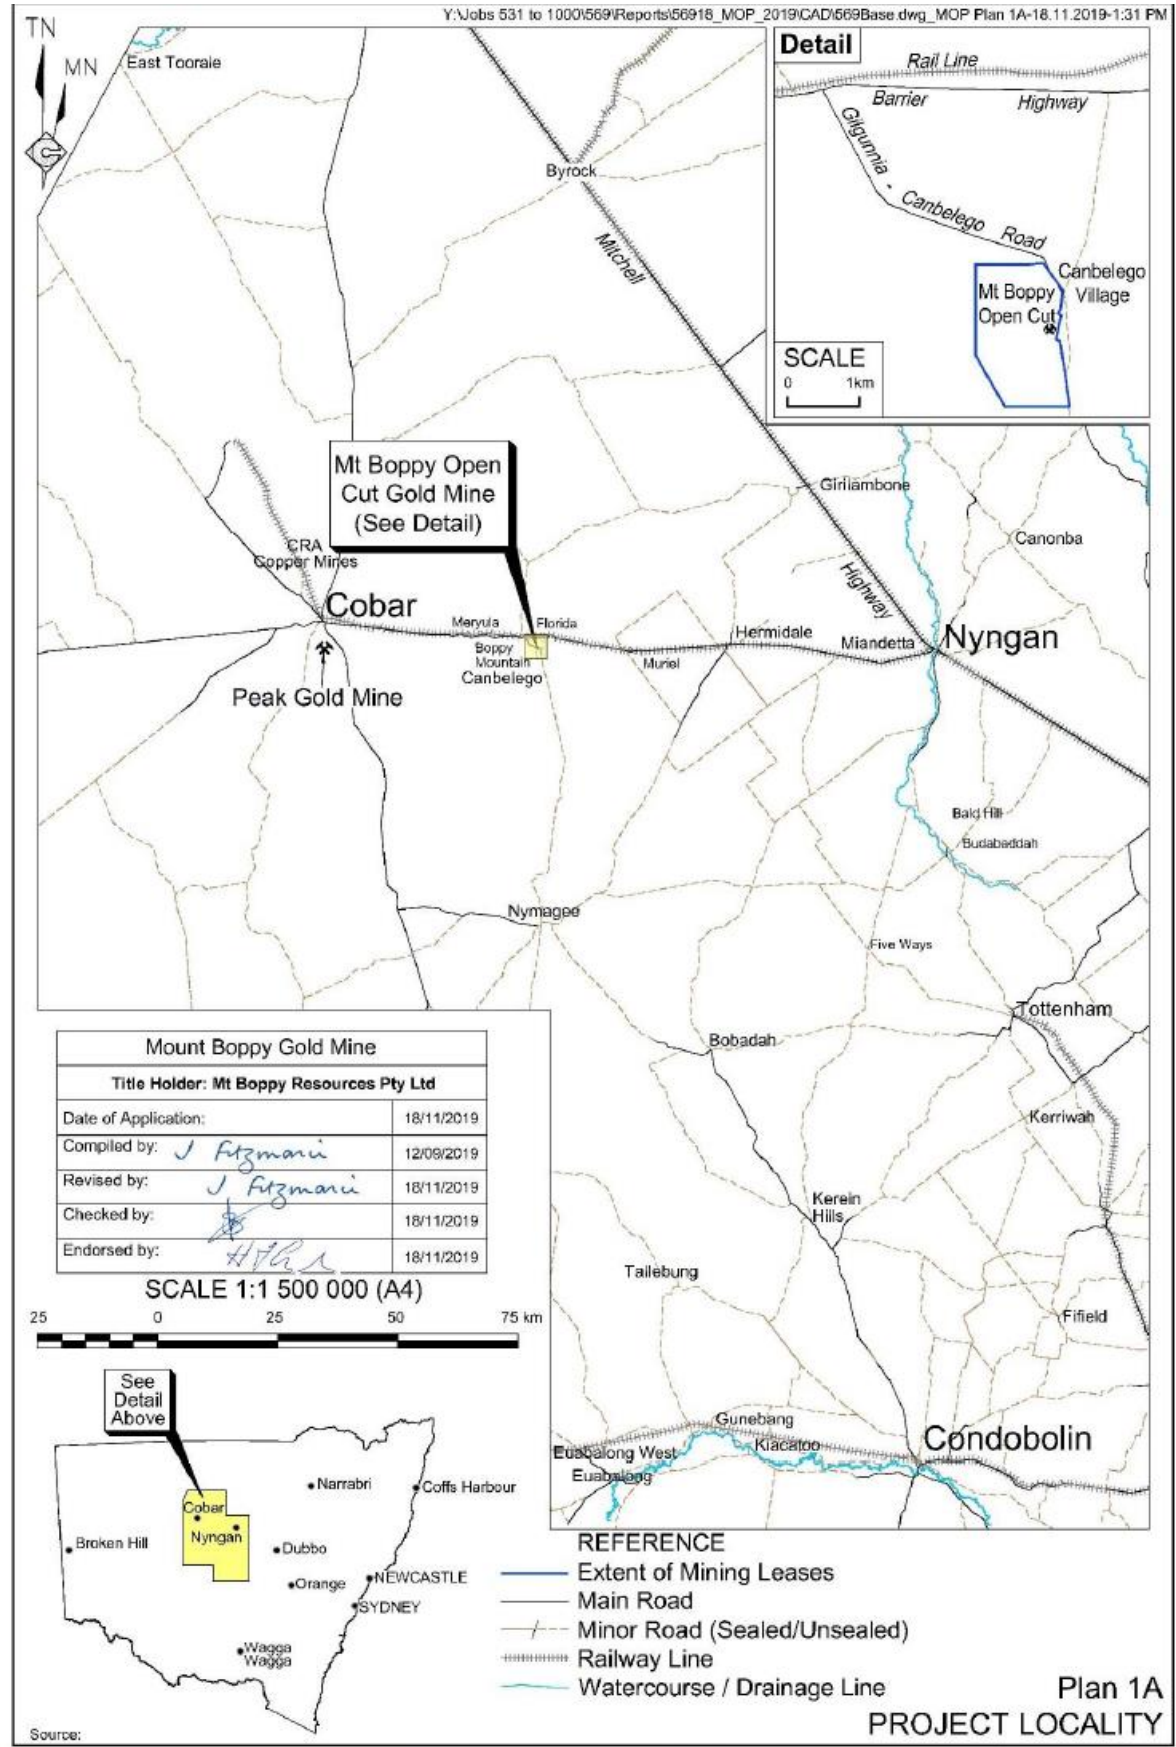 Y:\Jobs 531 to 1000\569\Reports\56918_MOP_2019\CAD\569Base.dwg_MOP Plan 1A-18.11.2019-1:31 PM
TN
MN
East Tooraie
Byrock
Mitchell
Highway
Detail
Rail Line
Barrier Highway
Gilgunnia - Canbelego Road
Canbelego
Village
Mt Boppy
Open Cut
SCALE
0 1km
Mt Boppy Open
Cut Gold Mine
(See Detail)
Girilambone
Canonba
CRA
Copper Mines
Cobar
Meryula
Florida
Boppy
Mountain
Canbelego
Muriel
Hermidale
Miandetta
Nyngan
Peak Gold Mine
Bald Hill
Budabaddah
Nymagee
Five Ways
Tottenham
Bobadah
Kerriwah
Kerein
Hills
Tallebung
Fifield
Gunebang
Euabalong West
Kiacatoo
Euabalong
Condobolin
Mount Boppy Gold Mine
Title Holder: Mt Boppy Resources Pty Ltd
Date of Application: 18/11/2019
Compiled by: J Fitzmaurice 12/09/2019
Revised by: J Fitzmaurice 18/11/2019
Checked by: 18/11/2019
Endorsed by: 18/11/2019
SCALE 1:1 500 000 (A4)
25 0 25 50 75 km
See
Detail
Above
Narrabri
Coffs Harbour
Cobar
Nyngan
Broken Hill
Dubbo
Orange
NEWCASTLE
SYDNEY
Wagga
Wagga
REFERENCE
Extent of Mining Leases
Main Road
Minor Road (Sealed/Unsealed)
Railway Line
Watercourse / Drainage Line
Source:
Plan 1A
PROJECT LOCALITY